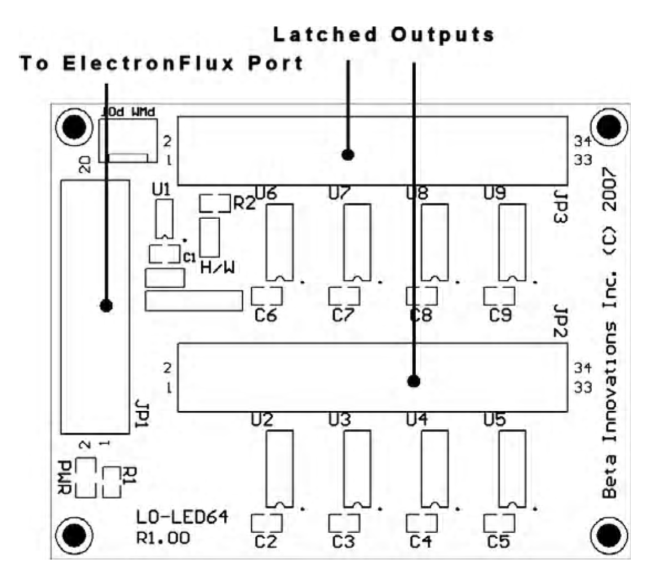 Latched Outputs
To ElectronFlux Port
PWM POT
2
1
34
33
20
U1
R2
U6 U7 U8 U9
JP3
C1
H/W
C6 C7 C8 C9
JP2
2
1
34
33
JP1
2 1
U2 U3 U4 U5
PWR
R1
LO-LED64
R1.00
C2 C3 C4 C5
Beta Innovations Inc. (C) 2007